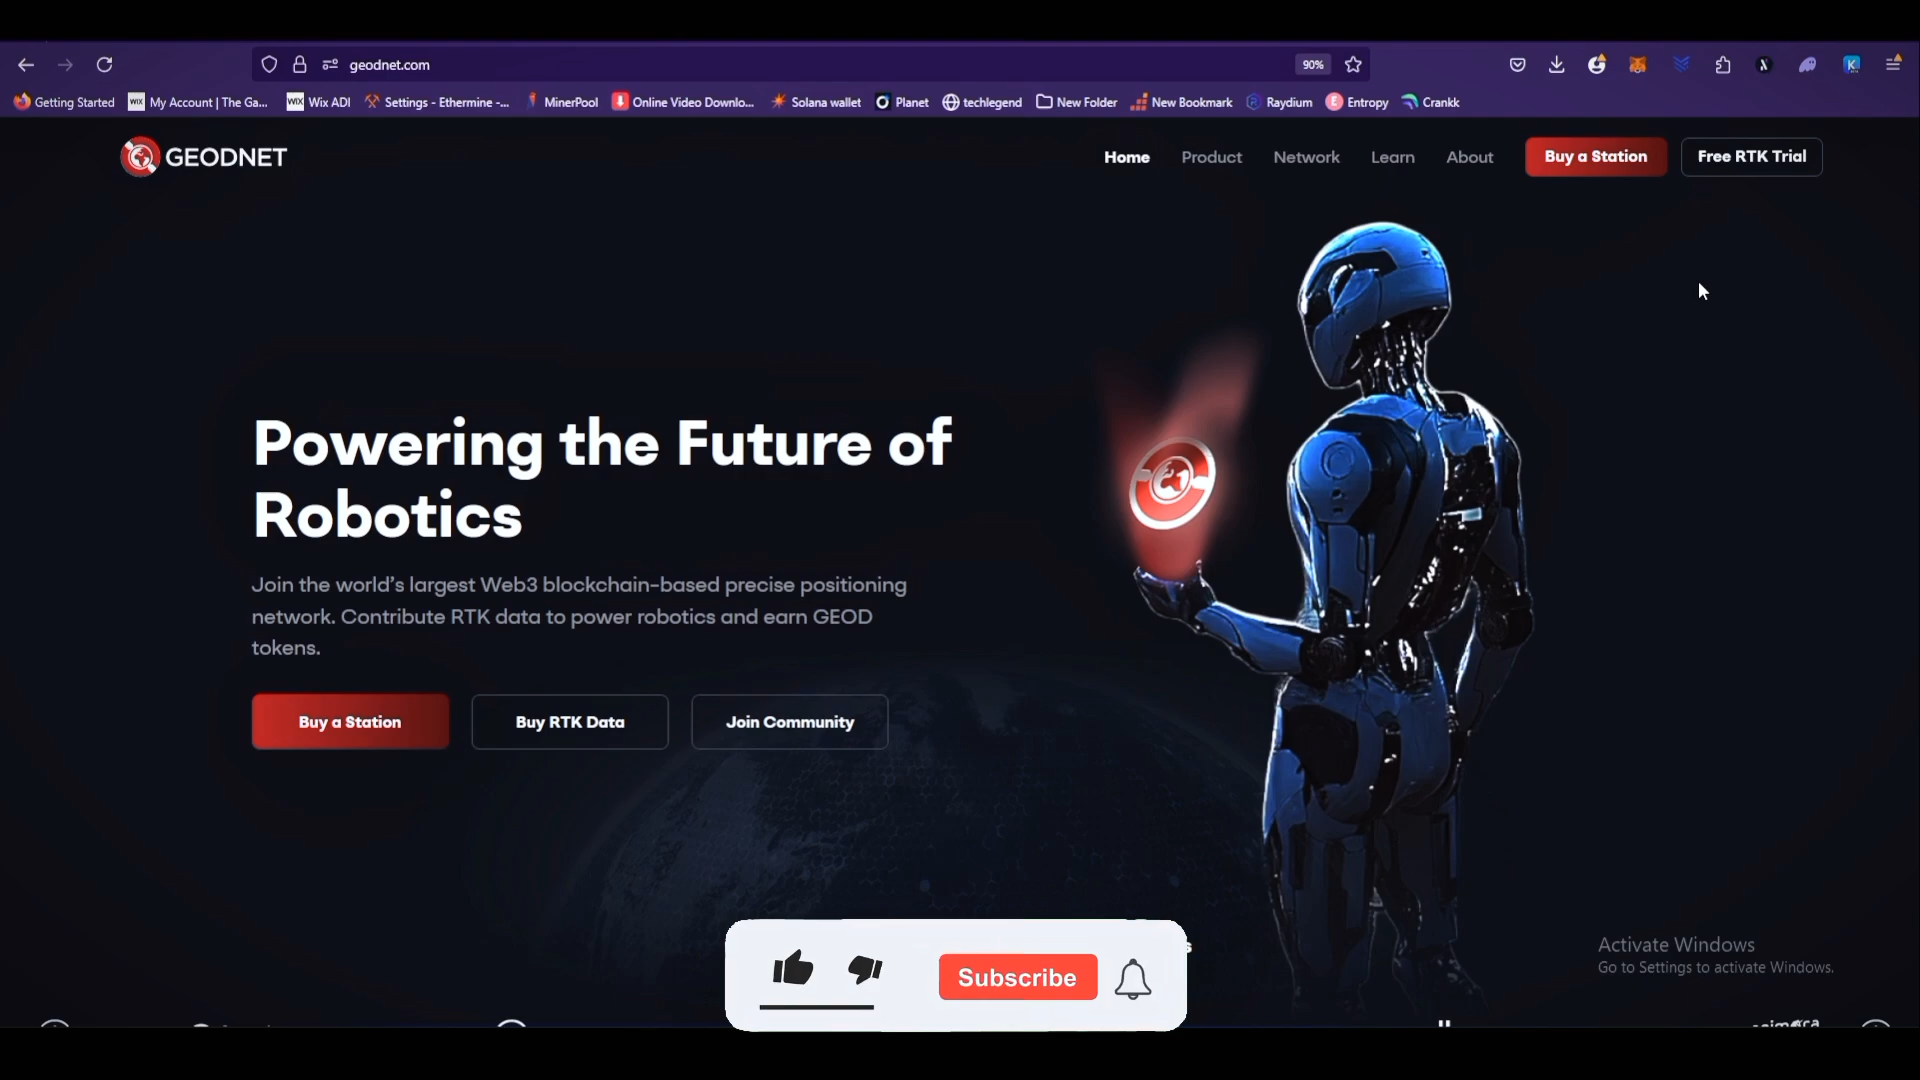 geodnet.com
90%
Getting Started
WIX My Account | The Ga...
WIX Wix ADI
Settings - Ethermine -...
MinerPool
Online Video Downlo...
Solana wallet
Planet
techlegend
New Folder
New Bookmark
Raydium
E Entropy
Crankk
GEODNET
Home
Product
Network
Learn
About
Buy a Station
Free RTK Trial
Powering the Future of
Robotics
Join the world's largest Web3 blockchain-based precise positioning
network. Contribute RTK data to power robotics and earn GEOD
tokens.
Buy a Station
Buy RTK Data
Join Community
Activate Windows
Go to Settings to activate Windows.
Subscribe